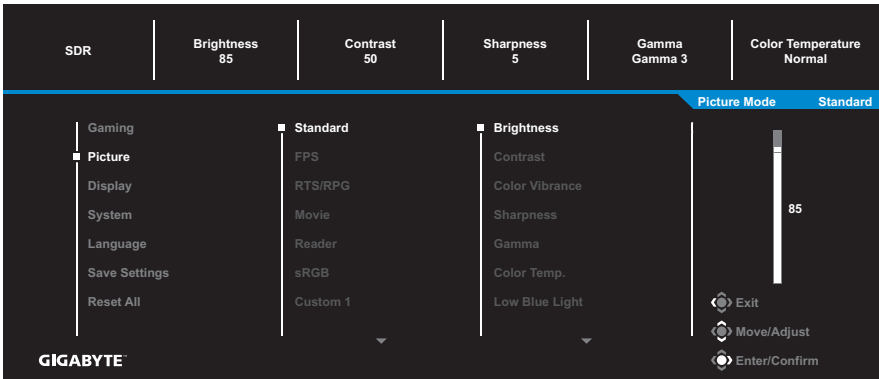 SDR
Brightness
85
Contrast
50
Sharpness
5
Gamma
Gamma 3
Color Temperature
Normal
Picture Mode Standard
Gaming
Picture
Display
System
Language
Save Settings
Reset All
Standard
FPS
RTS/RPG
Movie
Reader
sRGB
Custom 1
Brightness
Contrast
Color Vibrance
Sharpness
Gamma
Color Temp.
Low Blue Light
85
Exit
Move/Adjust
Enter/Confirm
GIGABYTE™